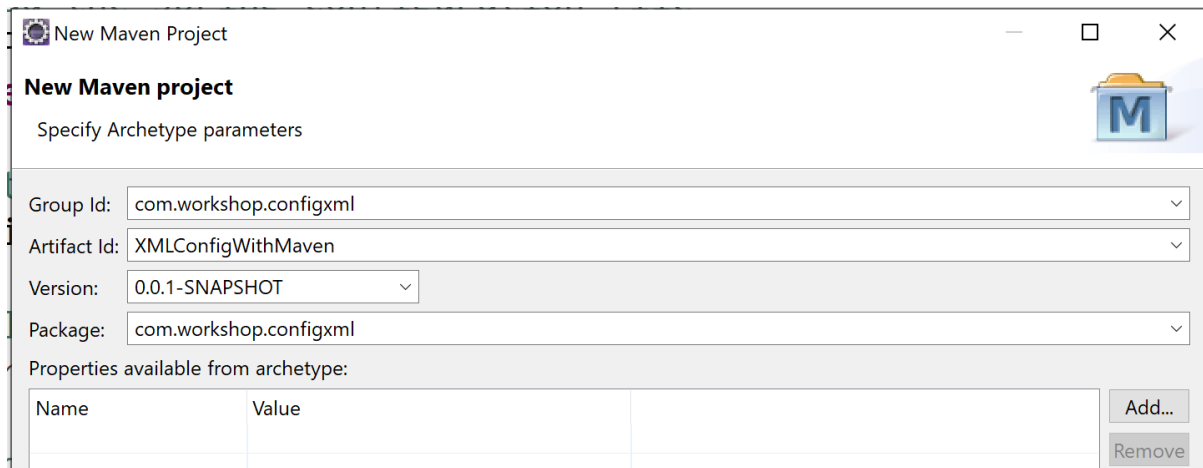 New Maven Project
New Maven project
Specify Archetype parameters
M
Group Id: com.workshop.configxml
Artifact Id: XMLConfigWithMaven
Version: 0.0.1-SNAPSHOT
Package: com.workshop.configxml
Properties available from archetype:
Name Value Add...
Remove